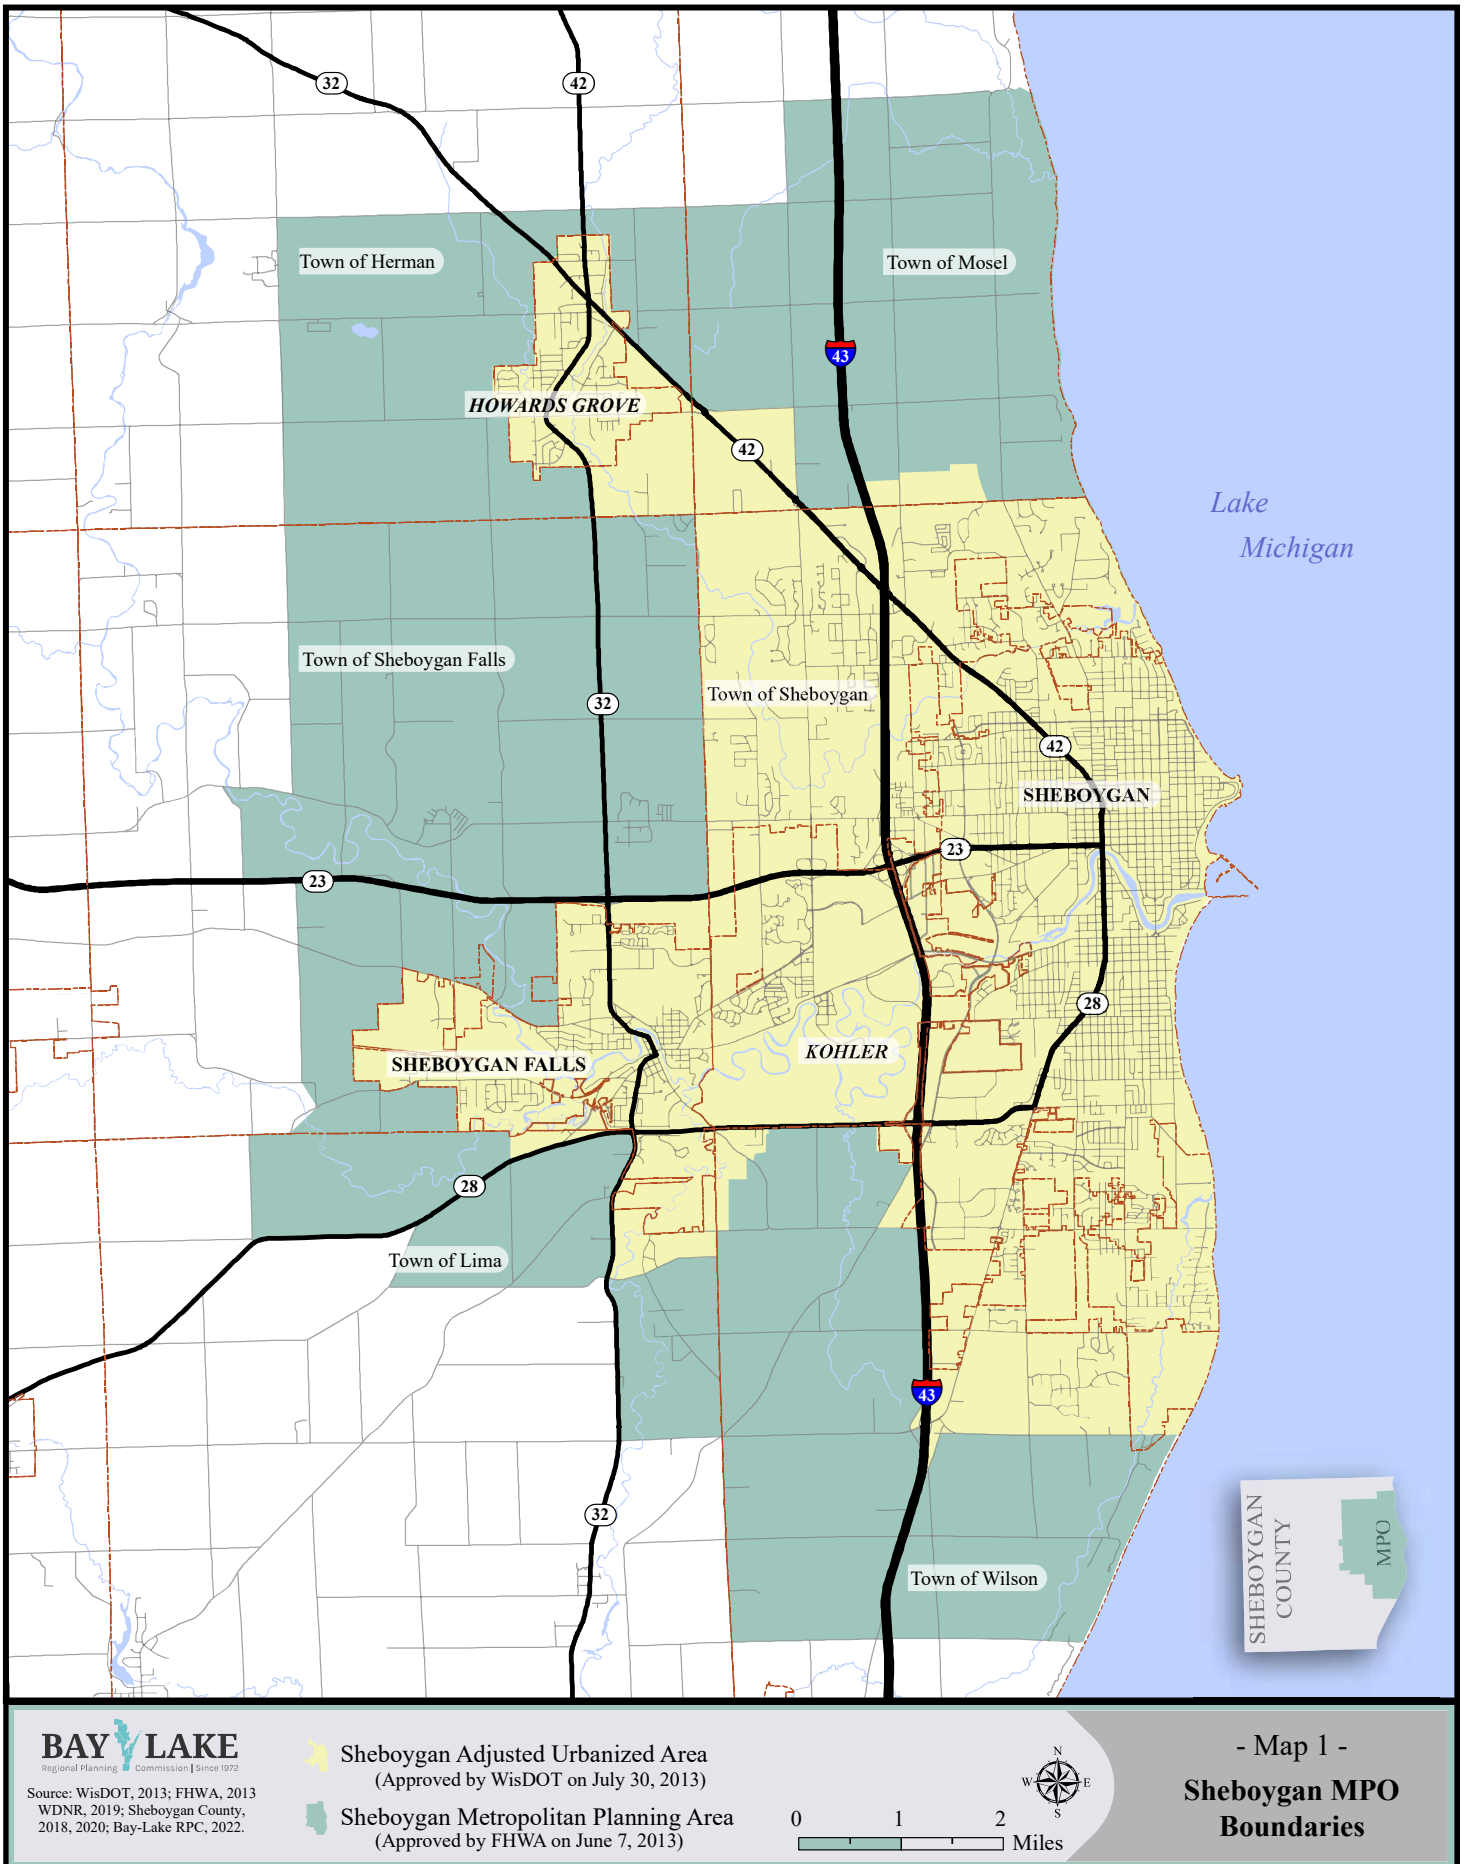 32
42
Town of Herman
Town of Mosel
43
HOWARDS GROVE
42
Lake
Michigan
Town of Sheboygan Falls
Town of Sheboygan
32
42
SHEBOYGAN
23
23
28
KOHLER
SHEBOYGAN FALLS
28
Town of Lima
43
32
Town of Wilson
SHEBOYGAN
COUNTY
MPO
BAY LAKE
Regional Planning Commission | Since 1972
Source: WisDOT, 2013; FHWA, 2013
WDNR, 2019; Sheboygan County,
2018, 2020; Bay-Lake RPC, 2022.
Sheboygan Adjusted Urbanized Area
(Approved by WisDOT on July 30, 2013)
Sheboygan Metropolitan Planning Area
(Approved by FHWA on June 7, 2013)
N
W E
S
0 1 2
Miles
- Map 1 -
Sheboygan MPO
Boundaries